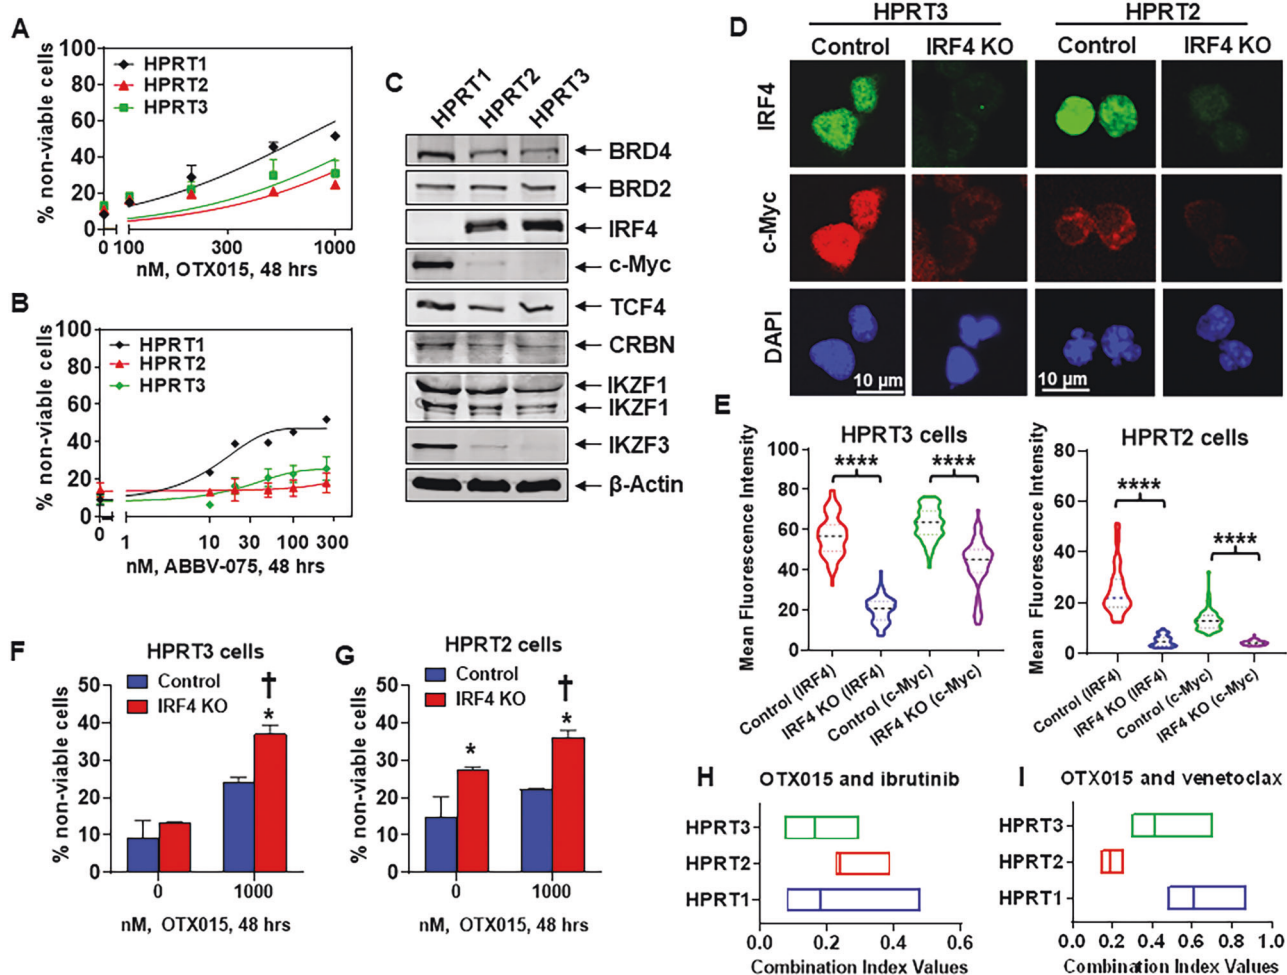 A
100
80
60
40
20
0
% non-viable cells
HPRT1
HPRT2
HPRT3
0 100 300 1000
nM, OTX015, 48 hrs
B
100
80
60
40
20
0
% non-viable cells
HPRT1
HPRT2
HPRT3
0 1 10 30 100 300
nM, ABBV-075, 48 hrs
C
HPRT1 HPRT2 HPRT3
BRD4
BRD2
IRF4
c-Myc
TCF4
CRBN
IKZF1
IKZF1
IKZF3
β-Actin
D
HPRT3 HPRT2
Control IRF4 KO Control IRF4 KO
IRF4
c-Myc
DAPI
10 µm 10 µm
E
HPRT3 cells
Mean Fluorescence Intensity
100
80
60
40
20
0
**** ****
Control (IRF4)
IRF4 KO (IRF4)
Control (c-Myc)
IRF4 KO (c-Myc)
HPRT2 cells
Mean Fluorescence Intensity
80
60
40
20
0
****
****
Control (IRF4)
IRF4 KO (IRF4)
Control (c-Myc)
IRF4 KO (c-Myc)
F
HPRT3 cells
Control
IRF4 KO
% non-viable cells
50
40
30
20
10
0
†
*
0 1000
nM, OTX015, 48 hrs
G
HPRT2 cells
Control
IRF4 KO
% non-viable cells
50
40
30
20
10
0
*
†
*
0 1000
nM, OTX015, 48 hrs
H
OTX015 and ibrutinib
HPRT3
HPRT2
HPRT1
0.0 0.2 0.4 0.6
Combination Index Values
I
OTX015 and venetoclax
HPRT3
HPRT2
HPRT1
0.0 0.2 0.4 0.6 0.8 1.0
Combination Index Values